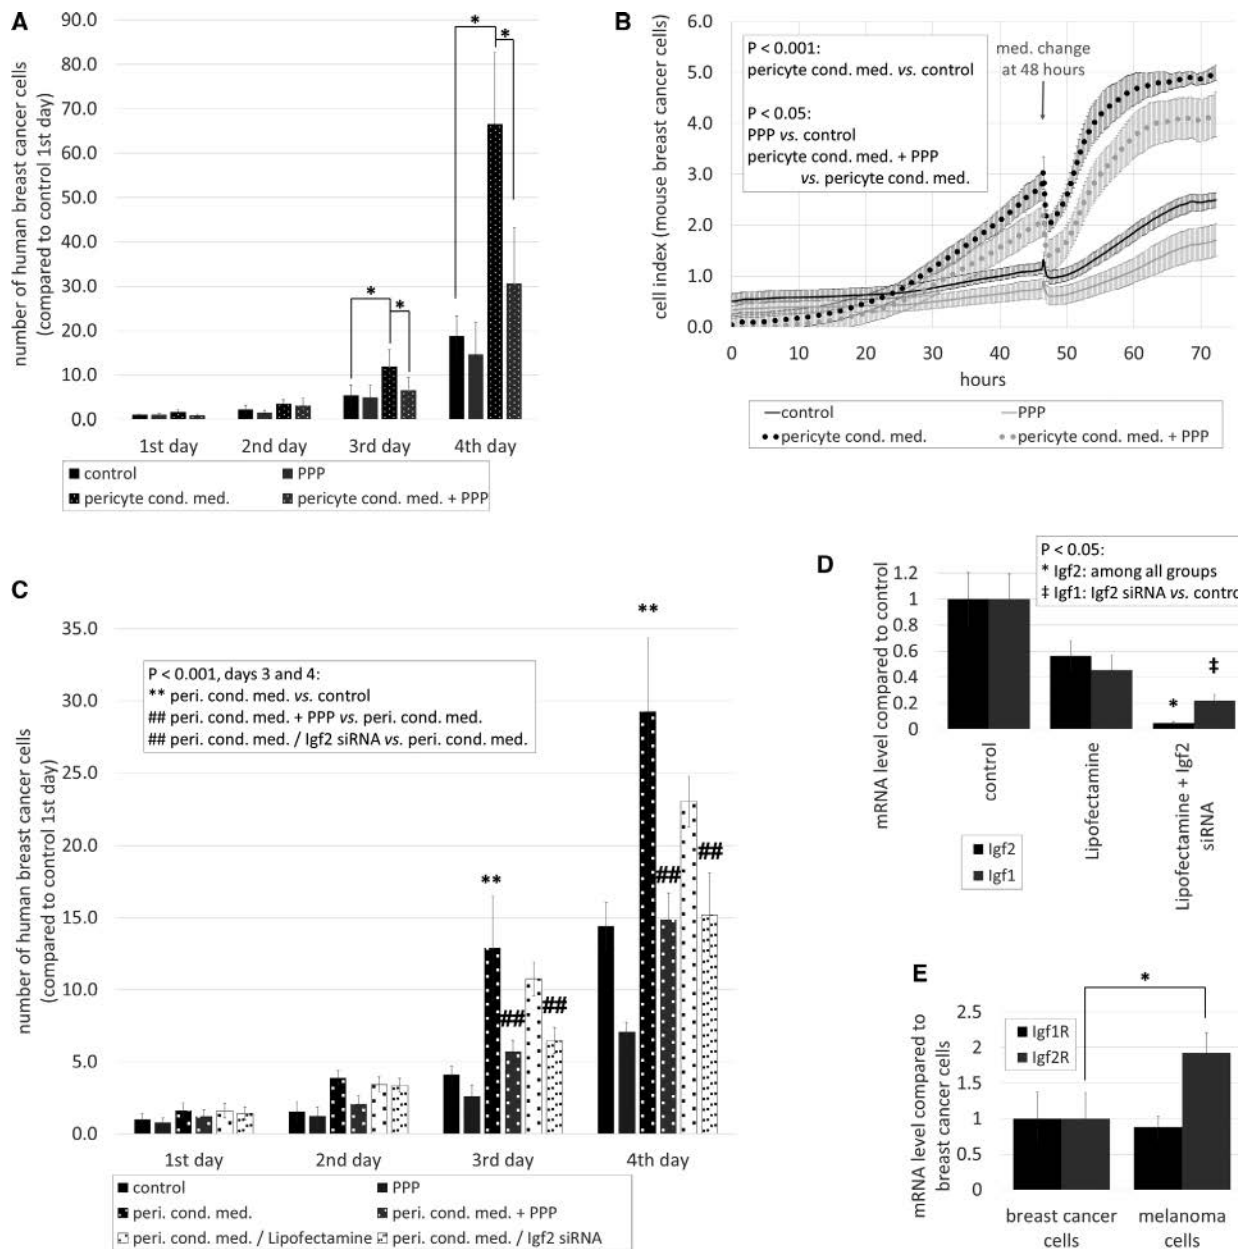 A
number of human breast cancer cells
(compared to control 1st day)
90.0
80.0
70.0
60.0
50.0
40.0
30.0
20.0
10.0
0.0
*
*
*
*
1st day
2nd day
3rd day
4th day
control
PPP
pericyte cond. med.
pericyte cond. med. + PPP
B
cell index (mouse breast cancer cells)
6.0
5.0
4.0
3.0
2.0
1.0
0.0
P < 0.001:
pericyte cond. med. vs. control
P < 0.05:
PPP vs. control
pericyte cond. med. + PPP
vs. pericyte cond. med.
med. change
at 48 hours
0
10
20
30
40
50
60
70
hours
control
PPP
pericyte cond. med.
pericyte cond. med. + PPP
C
number of human breast cancer cells
(compared to control 1st day)
35.0
30.0
25.0
20.0
15.0
10.0
5.0
0.0
P < 0.001, days 3 and 4:
** peri. cond. med. vs. control
## peri. cond. med. + PPP vs. peri. cond. med.
## peri. cond. med. / Igf2 siRNA vs. peri. cond. med.
**
##
##
**
##
##
1st day
2nd day
3rd day
4th day
control
PPP
peri. cond. med.
peri. cond. med. + PPP
peri. cond. med. / Lipofectamine
peri. cond. med. / Igf2 siRNA
D
mRNA level compared to control
P < 0.05:
* Igf2: among all groups
‡ Igf1: Igf2 siRNA vs. contro
1.2
1
0.8
0.6
0.4
0.2
0
*
‡
control
Lipofectamine
Lipofectamine + Igf2
siRNA
Igf2
Igf1
E
mRNA level compared to
breast cancer cells
2.5
2
1.5
1
0.5
0
*
Igf1R
Igf2R
breast cancer
cells
melanoma
cells